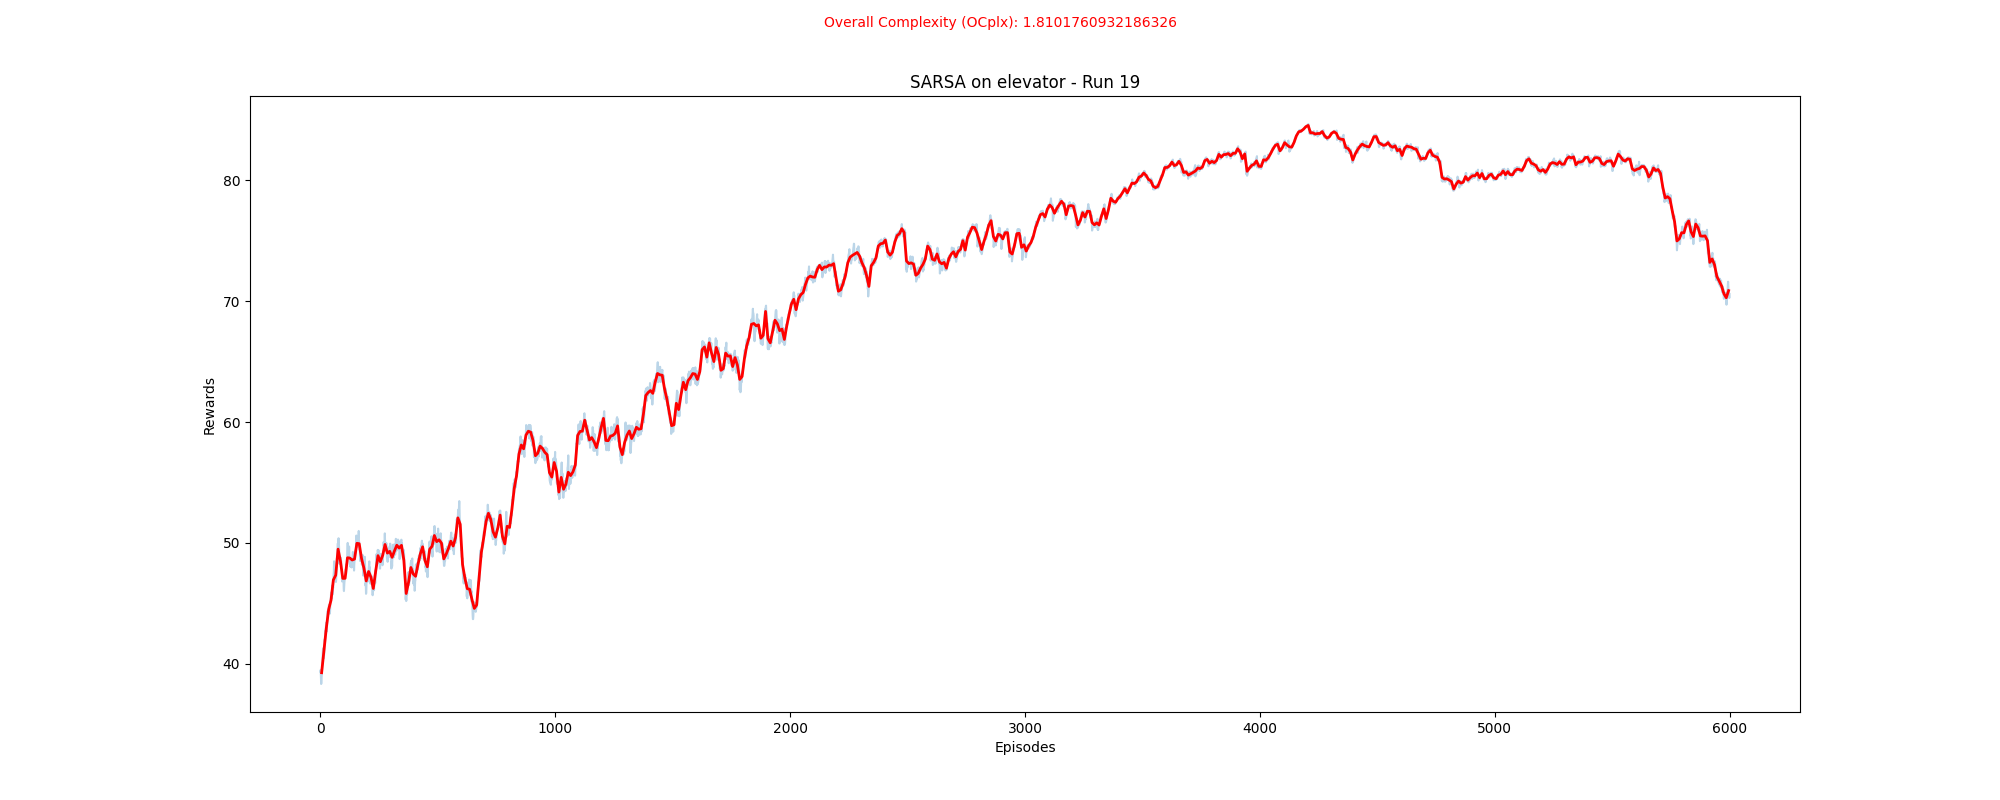 Overall Complexity (OCplx): 1.8101760932186326
SARSA on elevator - Run 19
Rewards
80
70
60
50
40
0 1000 2000 3000 4000 5000 6000
Episodes